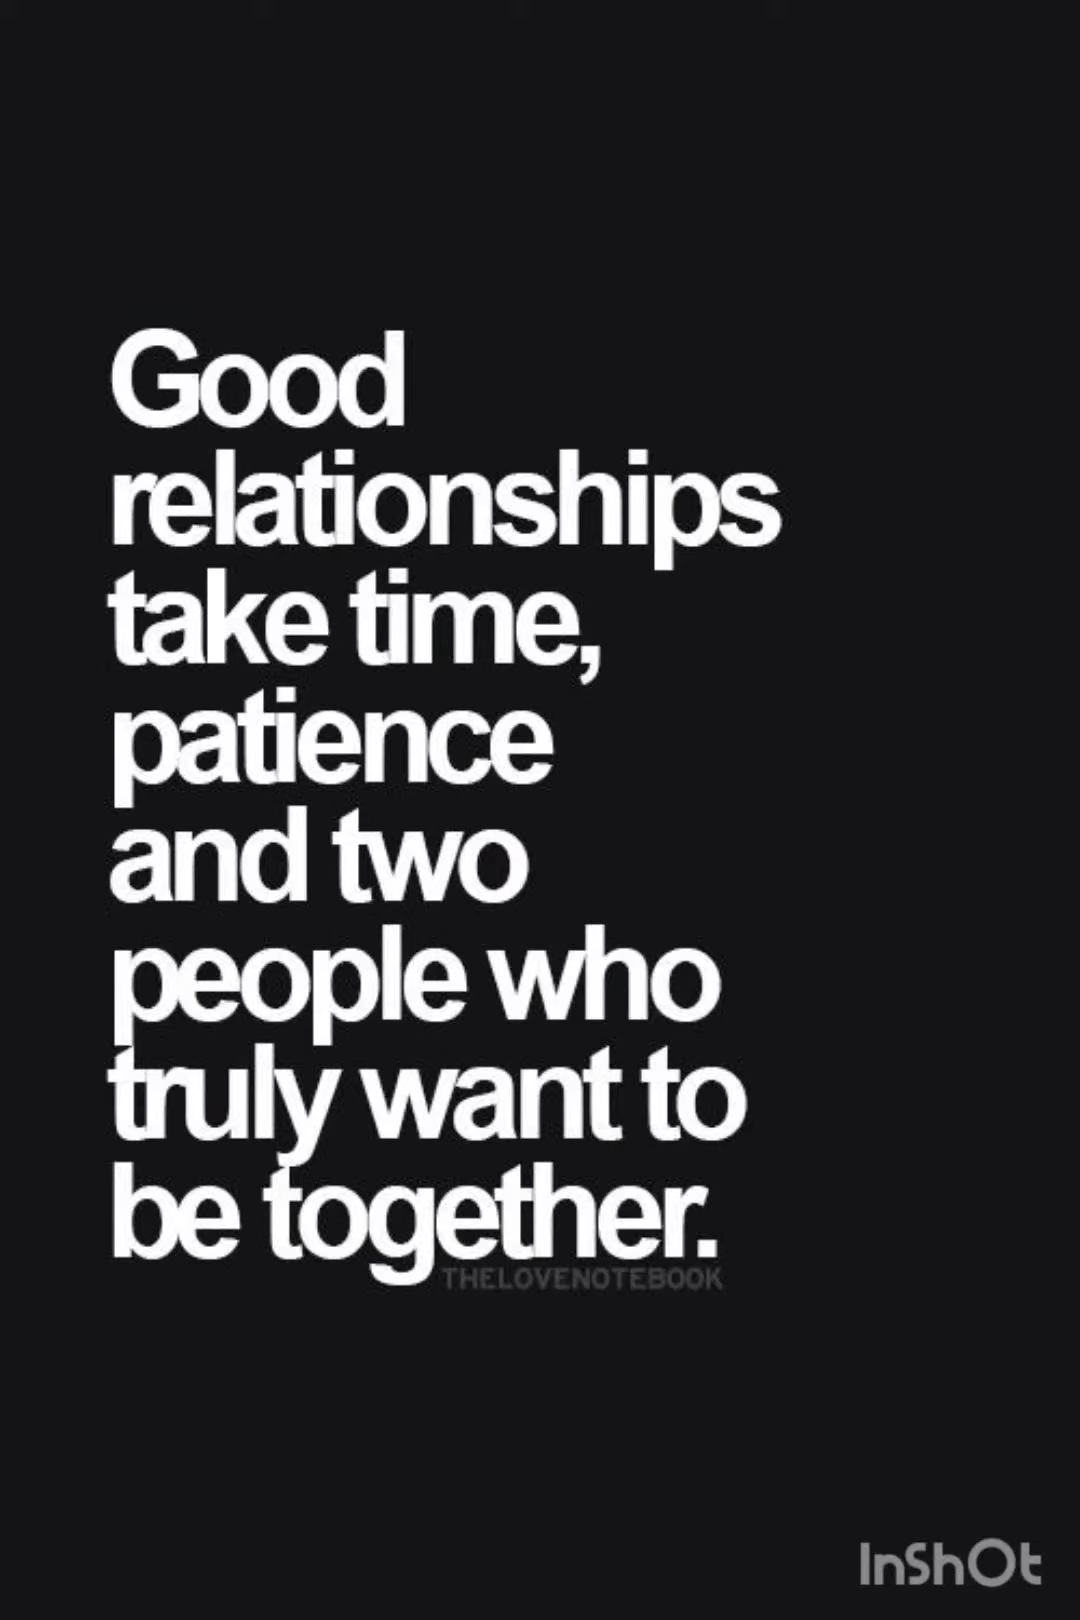 Good
relationships
take time,
patience
and two
people who
truly want to
be together.
THELOVENOTEBOOK
InShOt